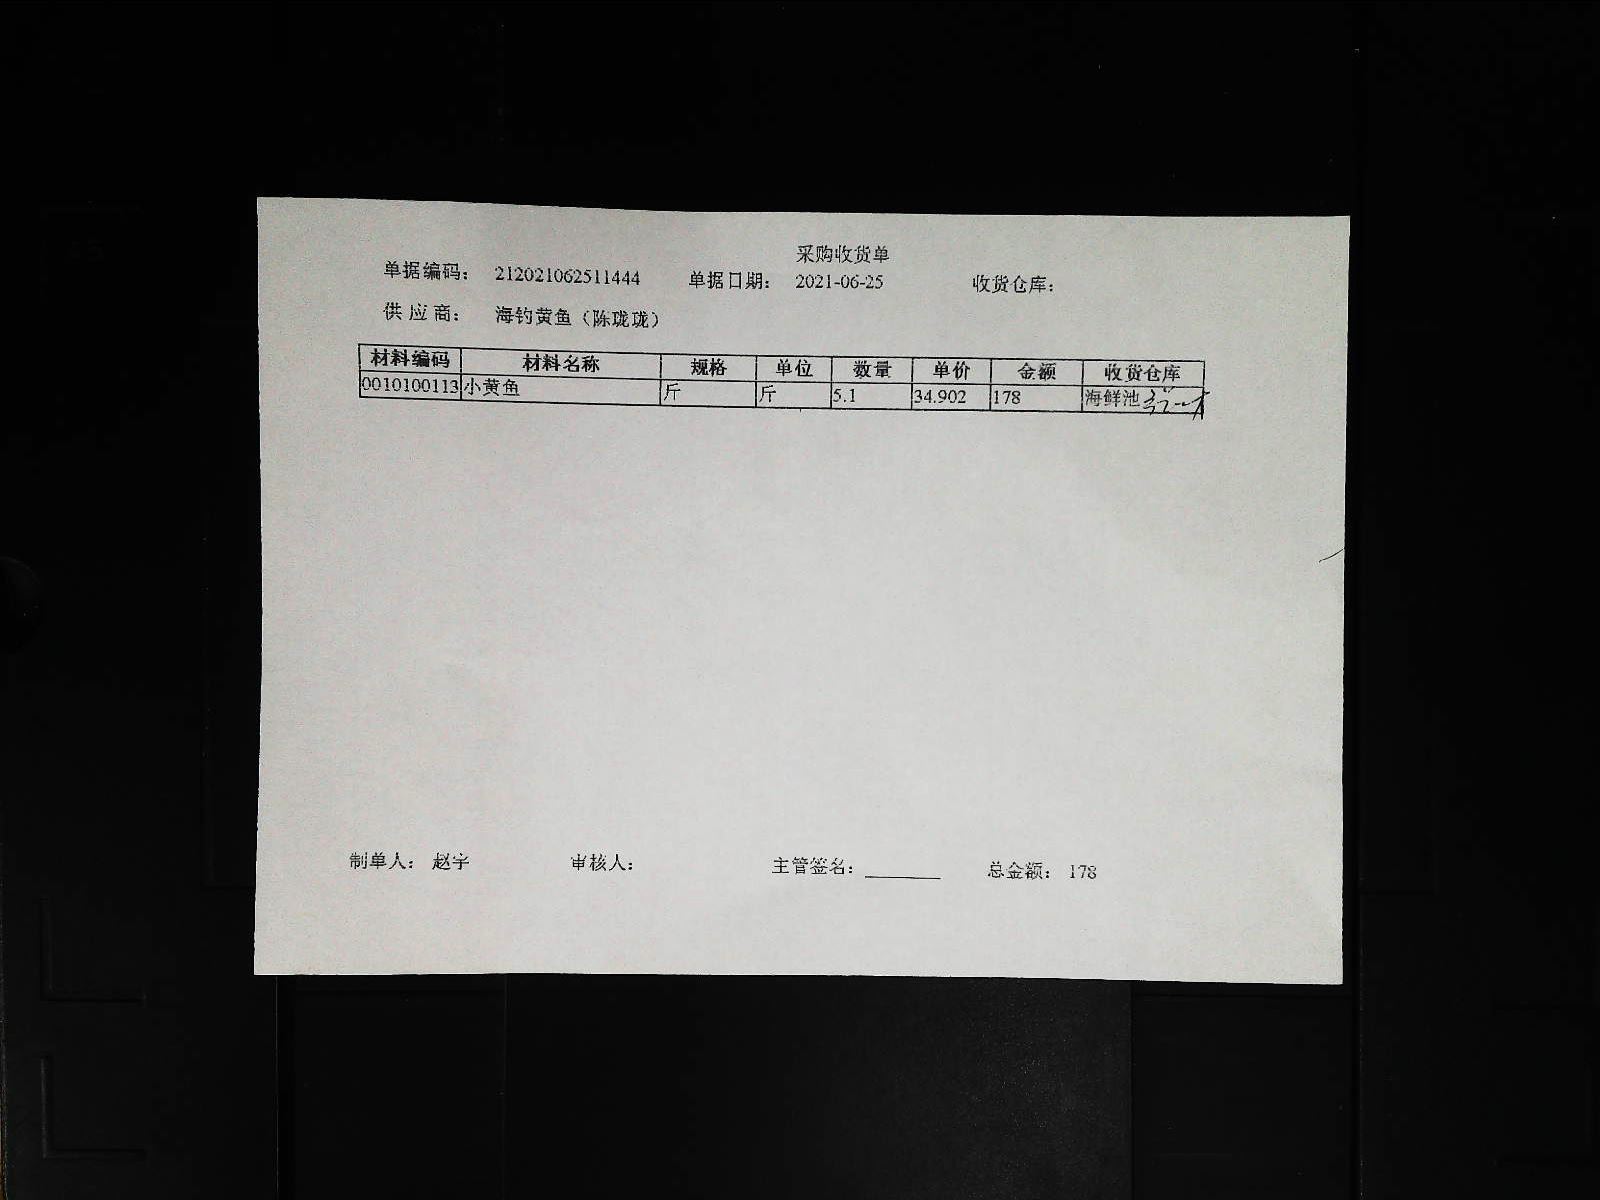 采购收货单
单据编码： 212021062511444 单据日期： 2021-06-25 收货仓库：
供 应 商： 海钓黄鱼（陈珑珑）
材料编码 材料名称 规格 单位 数量 单价 金额 收货仓库
0010100113 小黄鱼 斤 斤 5.1 34.902 178 海鲜池
制单人： 赵宇 审核人： 主管签名： 总金额： 178